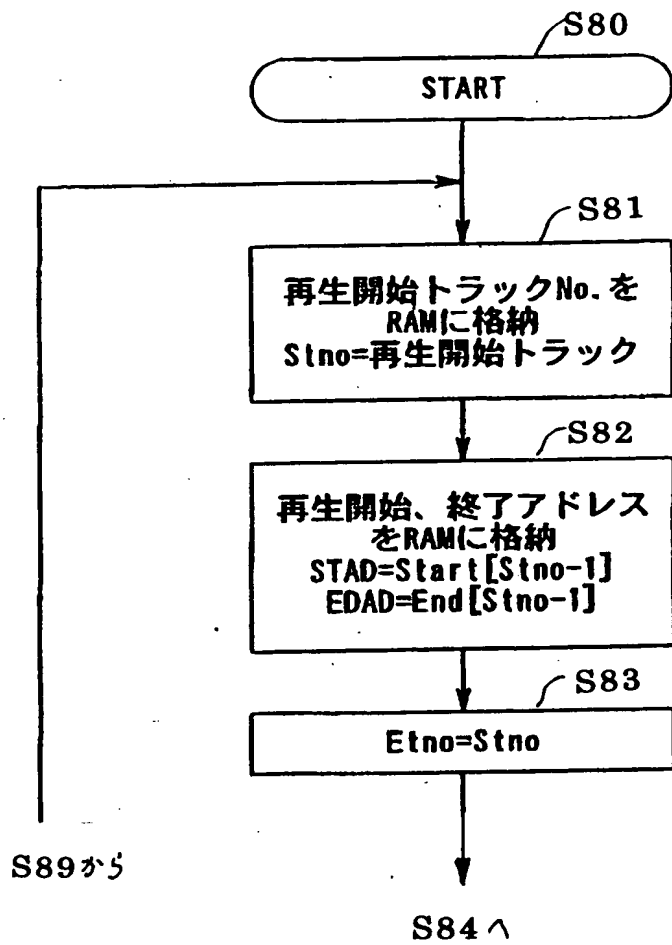 S80
START
S81
再生開始トラックNo.を
RAMに格納
Stno=再生開始トラック
S82
再生開始、終了アドレス
をRAMに格納
STAD=Start[Stno-1]
EDAD=End[Stno-1]
S83
Etno=Stno
S89から
S84へ